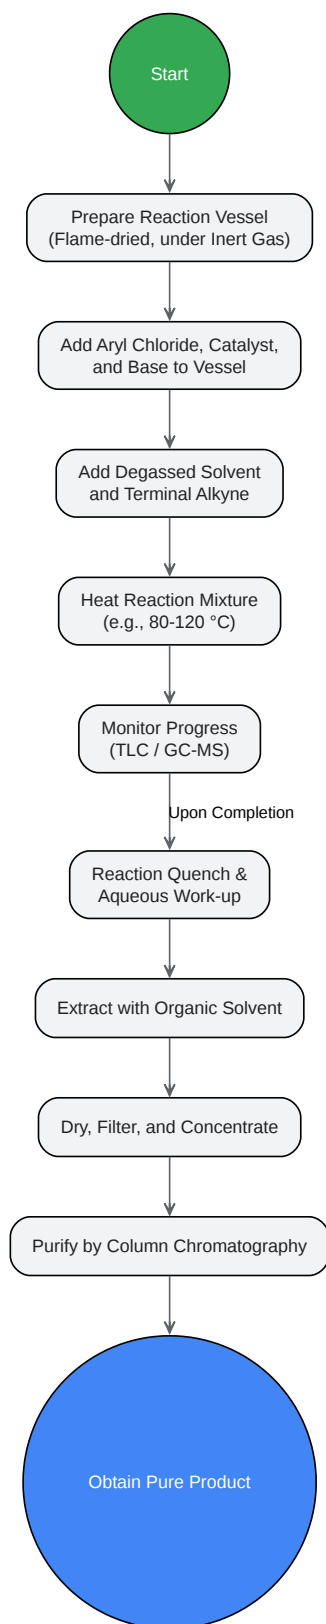 Start
Prepare Reaction Vessel
(Flame-dried, under Inert Gas)
Add Aryl Chloride, Catalyst,
and Base to Vessel
Add Degassed Solvent
and Terminal Alkyne
Heat Reaction Mixture
(e.g., 80-120 °C)
Monitor Progress
(TLC / GC-MS)
Upon Completion
Reaction Quench &
Aqueous Work-up
Extract with Organic Solvent
Dry, Filter, and Concentrate
Purify by Column Chromatography
Obtain Pure Product